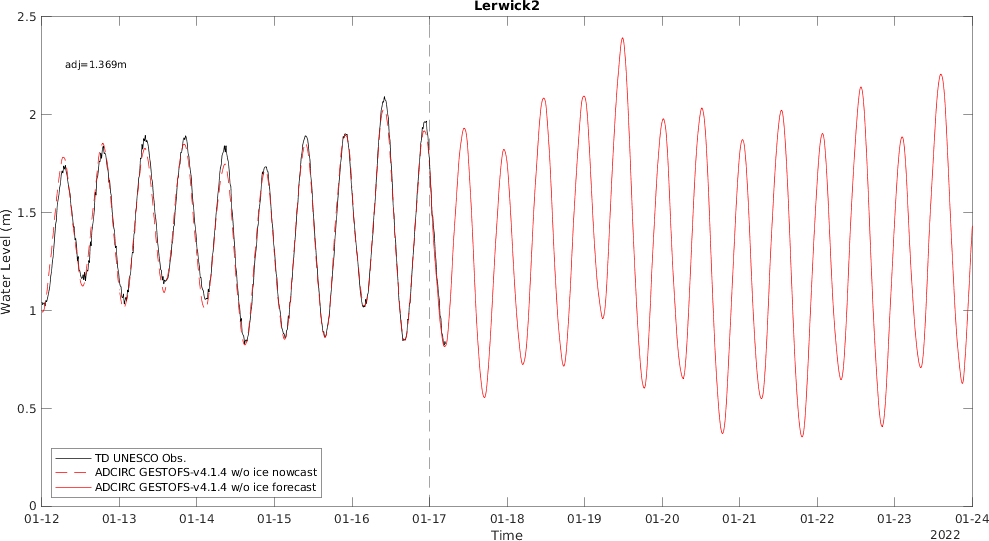 Lerwick2
adj=1.369m
2.5
2
1.5
1
0.5
0
Water Level (m)
TD UNESCO Obs.
ADCIRC GESTOFS-v4.1.4 w/o ice nowcast
ADCIRC GESTOFS-v4.1.4 w/o ice forecast
01-12 01-13 01-14 01-15 01-16 01-17 01-18 01-19 01-20 01-21 01-22 01-23 01-24
Time
2022